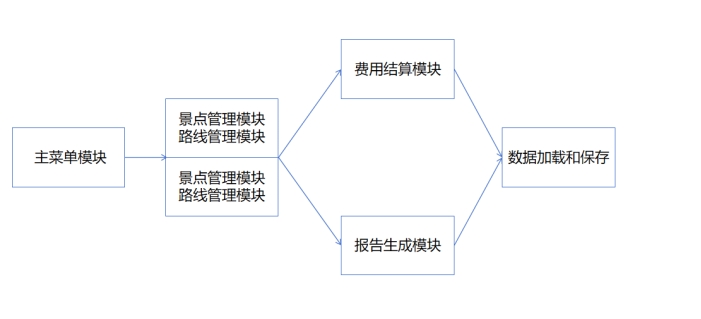 主菜单模块
景点管理模块
路线管理模块
景点管理模块
路线管理模块
费用结算模块
报告生成模块
数据加载和保存